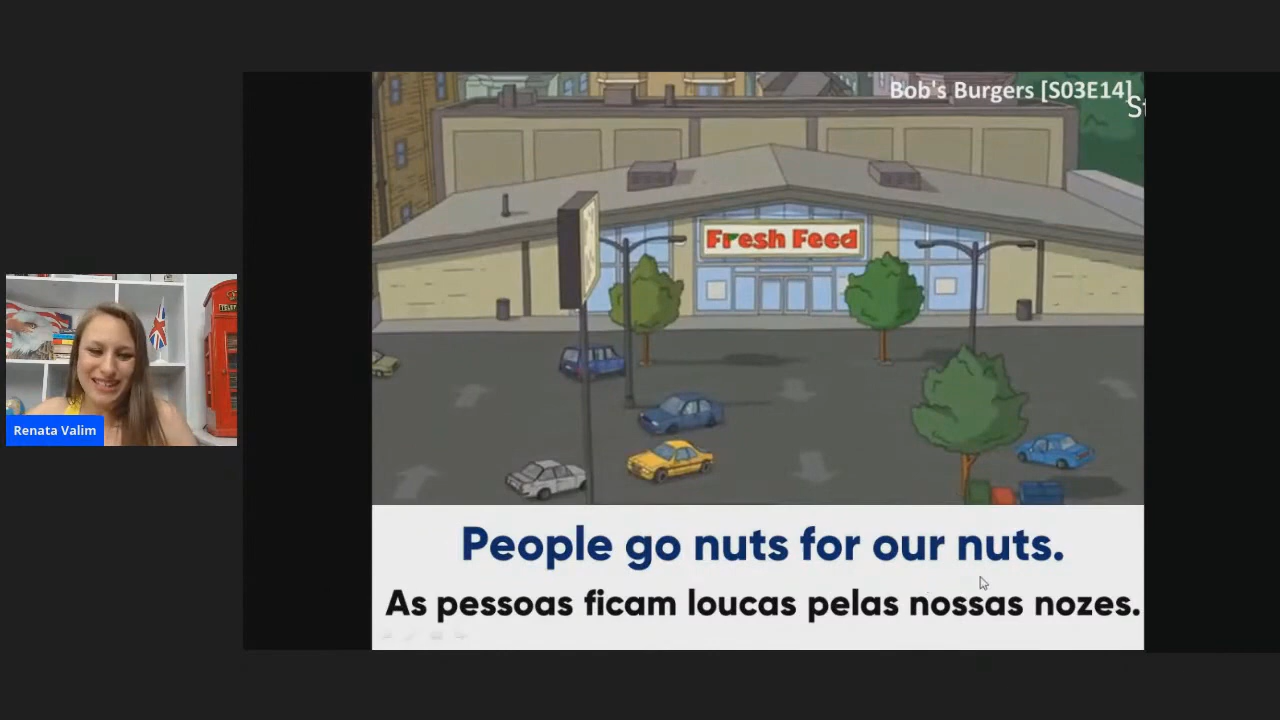 Bob's Burgers [S03E14]
St
Fresh Feed
Renata Valim
People go nuts for our nuts.
As pessoas ficam loucas pelas nossas nozes.